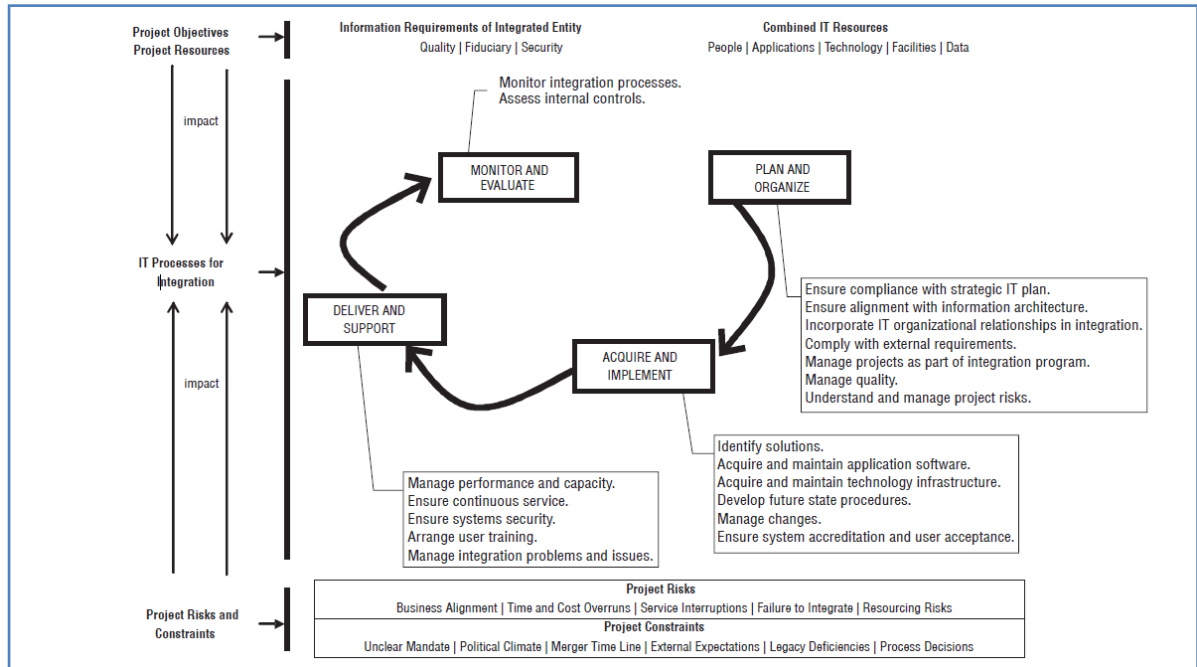 Project Objectives
Project Resources
Information Requirements of Integrated Entity
Quality | Fiduciary | Security
Combined IT Resources
People | Applications | Technology | Facilities | Data
impact
Monitor integration processes.
Assess internal controls.
MONITOR AND
EVALUATE
PLAN AND
ORGANIZE
IT Processes for
Integration
Ensure compliance with strategic IT plan.
Ensure alignment with information architecture.
Incorporate IT organizational relationships in integration.
Comply with external requirements.
Manage projects as part of integration program.
Manage quality.
Understand and manage project risks.
DELIVER AND
SUPPORT
ACQUIRE AND
IMPLEMENT
impact
Identify solutions.
Acquire and maintain application software.
Acquire and maintain technology infrastructure.
Develop future state procedures.
Manage changes.
Ensure system accreditation and user acceptance.
Manage performance and capacity.
Ensure continuous service.
Ensure systems security.
Arrange user training.
Manage integration problems and issues.
Project Risks and
Constraints
Project Risks
Business Alignment | Time and Cost Overruns | Service Interruptions | Failure to Integrate | Resourcing Risks
Project Constraints
Unclear Mandate | Political Climate | Merger Time Line | External Expectations | Legacy Deficiencies | Process Decisions